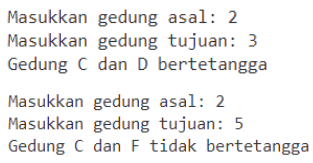 Masukkan gedung asal: 2
Masukkan gedung tujuan: 3
Gedung C dan D bertetangga
Masukkan gedung asal: 2
Masukkan gedung tujuan: 5
Gedung C dan F tidak bertetangga